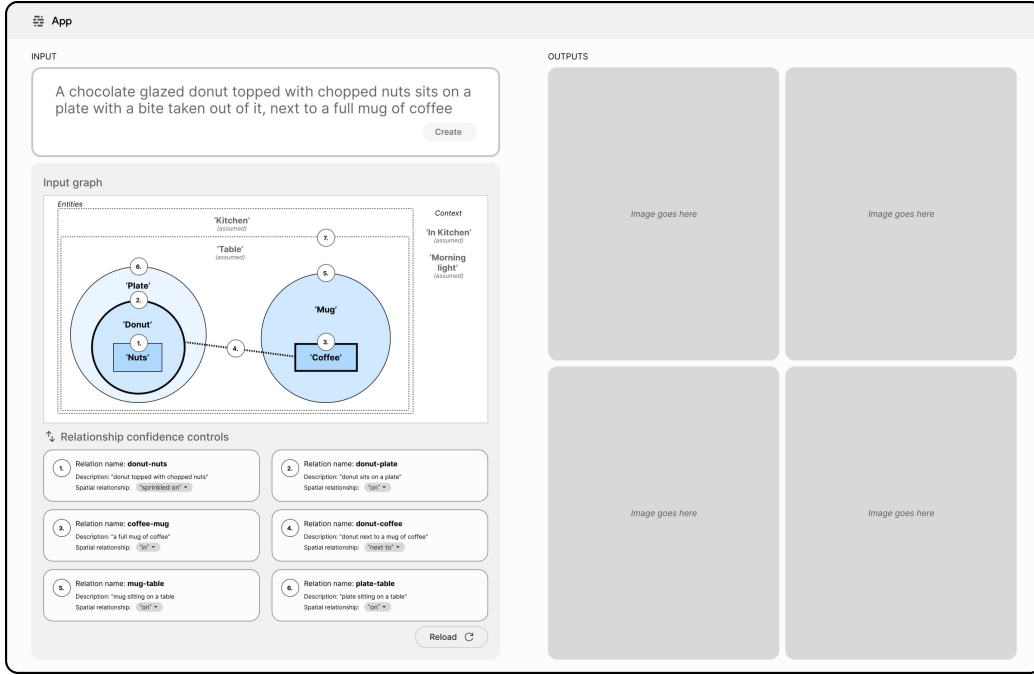 App
INPUT
A chocolate glazed donut topped with chopped nuts sits on a
plate with a bite taken out of it, next to a full mug of coffee
Create
Input graph
Entities
'Kitchen'
(assumed)
7.
'Table'
(assumed)
6.
'Plate'
2.
'Donut'
1.
'Nuts'
4.
5.
'Mug'
3.
'Coffee'
Context
'In Kitchen'
(assumed)
'Morning
light'
(assumed)
Relationship confidence controls
1.
Relation name: donut-nuts
Description: "donut topped with chopped nuts"
Spatial relationship: "sprinkled on"
2.
Relation name: donut-plate
Description: "donut sits on a plate"
Spatial relationship: "on"
3.
Relation name: coffee-mug
Description: "a full mug of coffee"
Spatial relationship: "in"
4.
Relation name: donut-coffee
Description: "donut next to a mug of coffee"
Spatial relationship: "next to"
5.
Relation name: mug-table
Description: "mug sitting on a table
Spatial relationship: "on"
6.
Relation name: plate-table
Description: "plate sitting on a table"
Spatial relationship: "on"
Reload
OUTPUTS
Image goes here
Image goes here
Image goes here
Image goes here